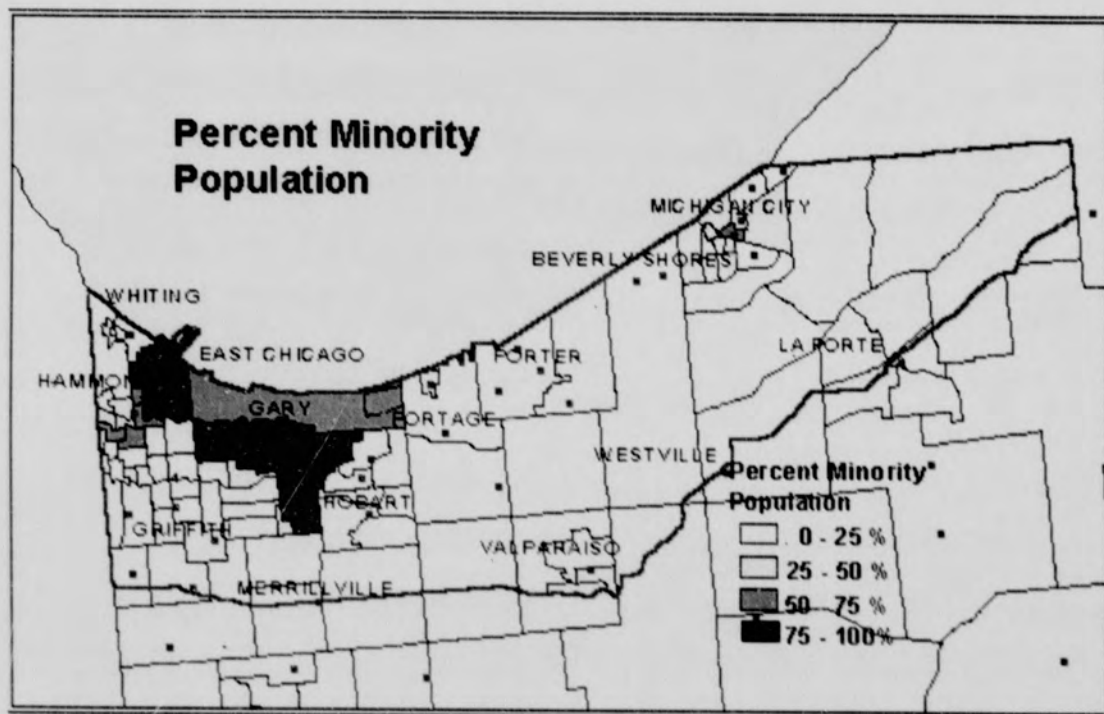 Percent Minority
Population
MICHIGAN CITY
BEVERLY SHORES
WHITING
EAST CHICAGO
PORTER
LA PORTE
HAMMON
GARY
PORTAGE
WESTVILLE
Percent Minority
Population
HOBART
GRIFFITH
VALPARAISO
0 - 25 %
25 - 50 %
MERRILLVILLE
50 - 75 %
75 - 100%